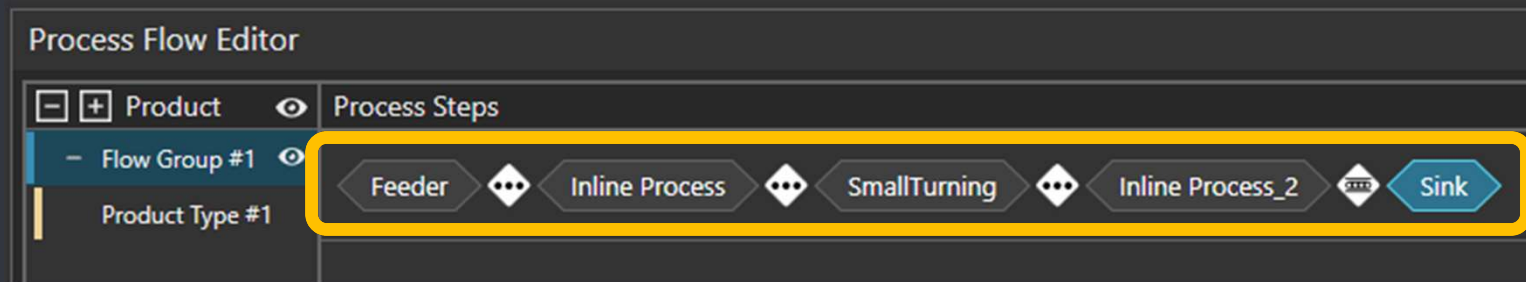 Process Flow Editor
Product Process Steps
Flow Group #1
Feeder Inline Process SmallTurning Inline Process_2 Sink
Product Type #1